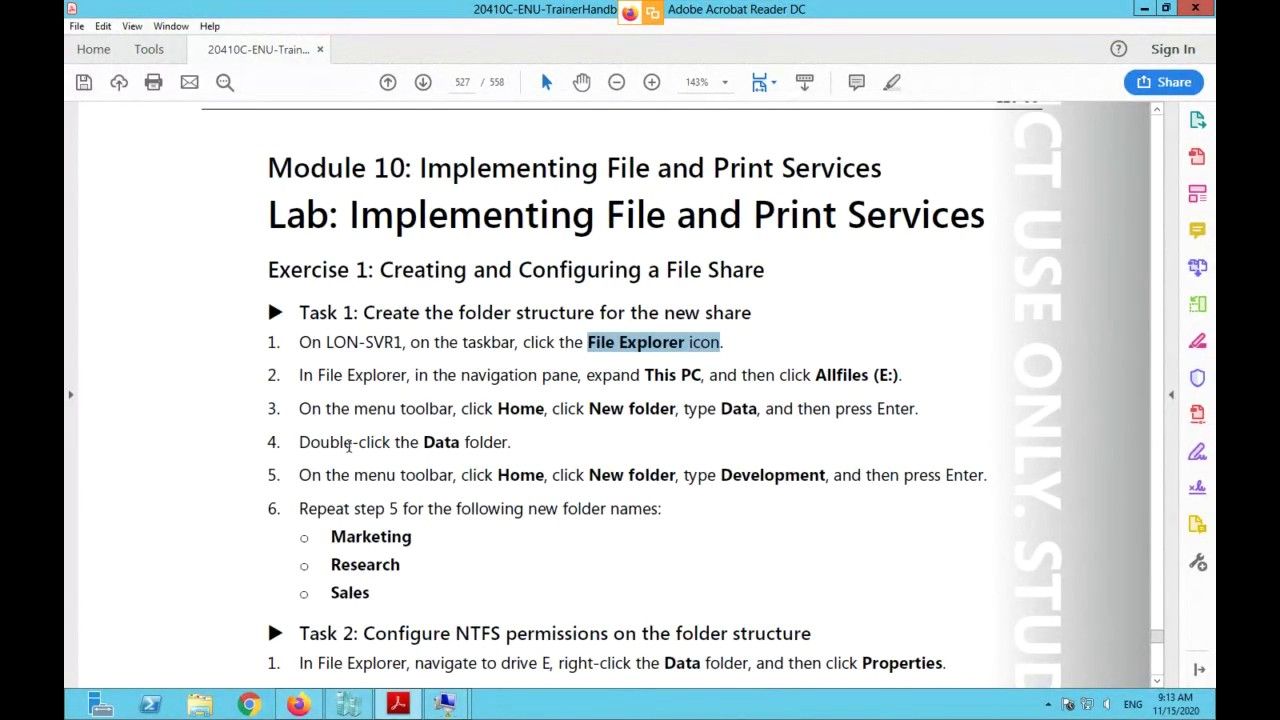 20410C-ENU-TrainerHandb Adobe Acrobat Reader DC
File Edit View Window Help
Home Tools 20410C-ENU-Train... × Sign In
527 / 558 143% Share
Module 10: Implementing File and Print Services
Lab: Implementing File and Print Services
Exercise 1: Creating and Configuring a File Share
▶ Task 1: Create the folder structure for the new share
1. On LON-SVR1, on the taskbar, click the File Explorer icon.
2. In File Explorer, in the navigation pane, expand This PC, and then click Allfiles (E:).
3. On the menu toolbar, click Home, click New folder, type Data, and then press Enter.
4. Double-click the Data folder.
5. On the menu toolbar, click Home, click New folder, type Development, and then press Enter.
6. Repeat step 5 for the following new folder names:
○ Marketing
○ Research
○ Sales
▶ Task 2: Configure NTFS permissions on the folder structure
1. In File Explorer, navigate to drive E, right-click the Data folder, and then click Properties.
CT USE ONLY. STUD
ENG 9:13 AM
11/15/2020